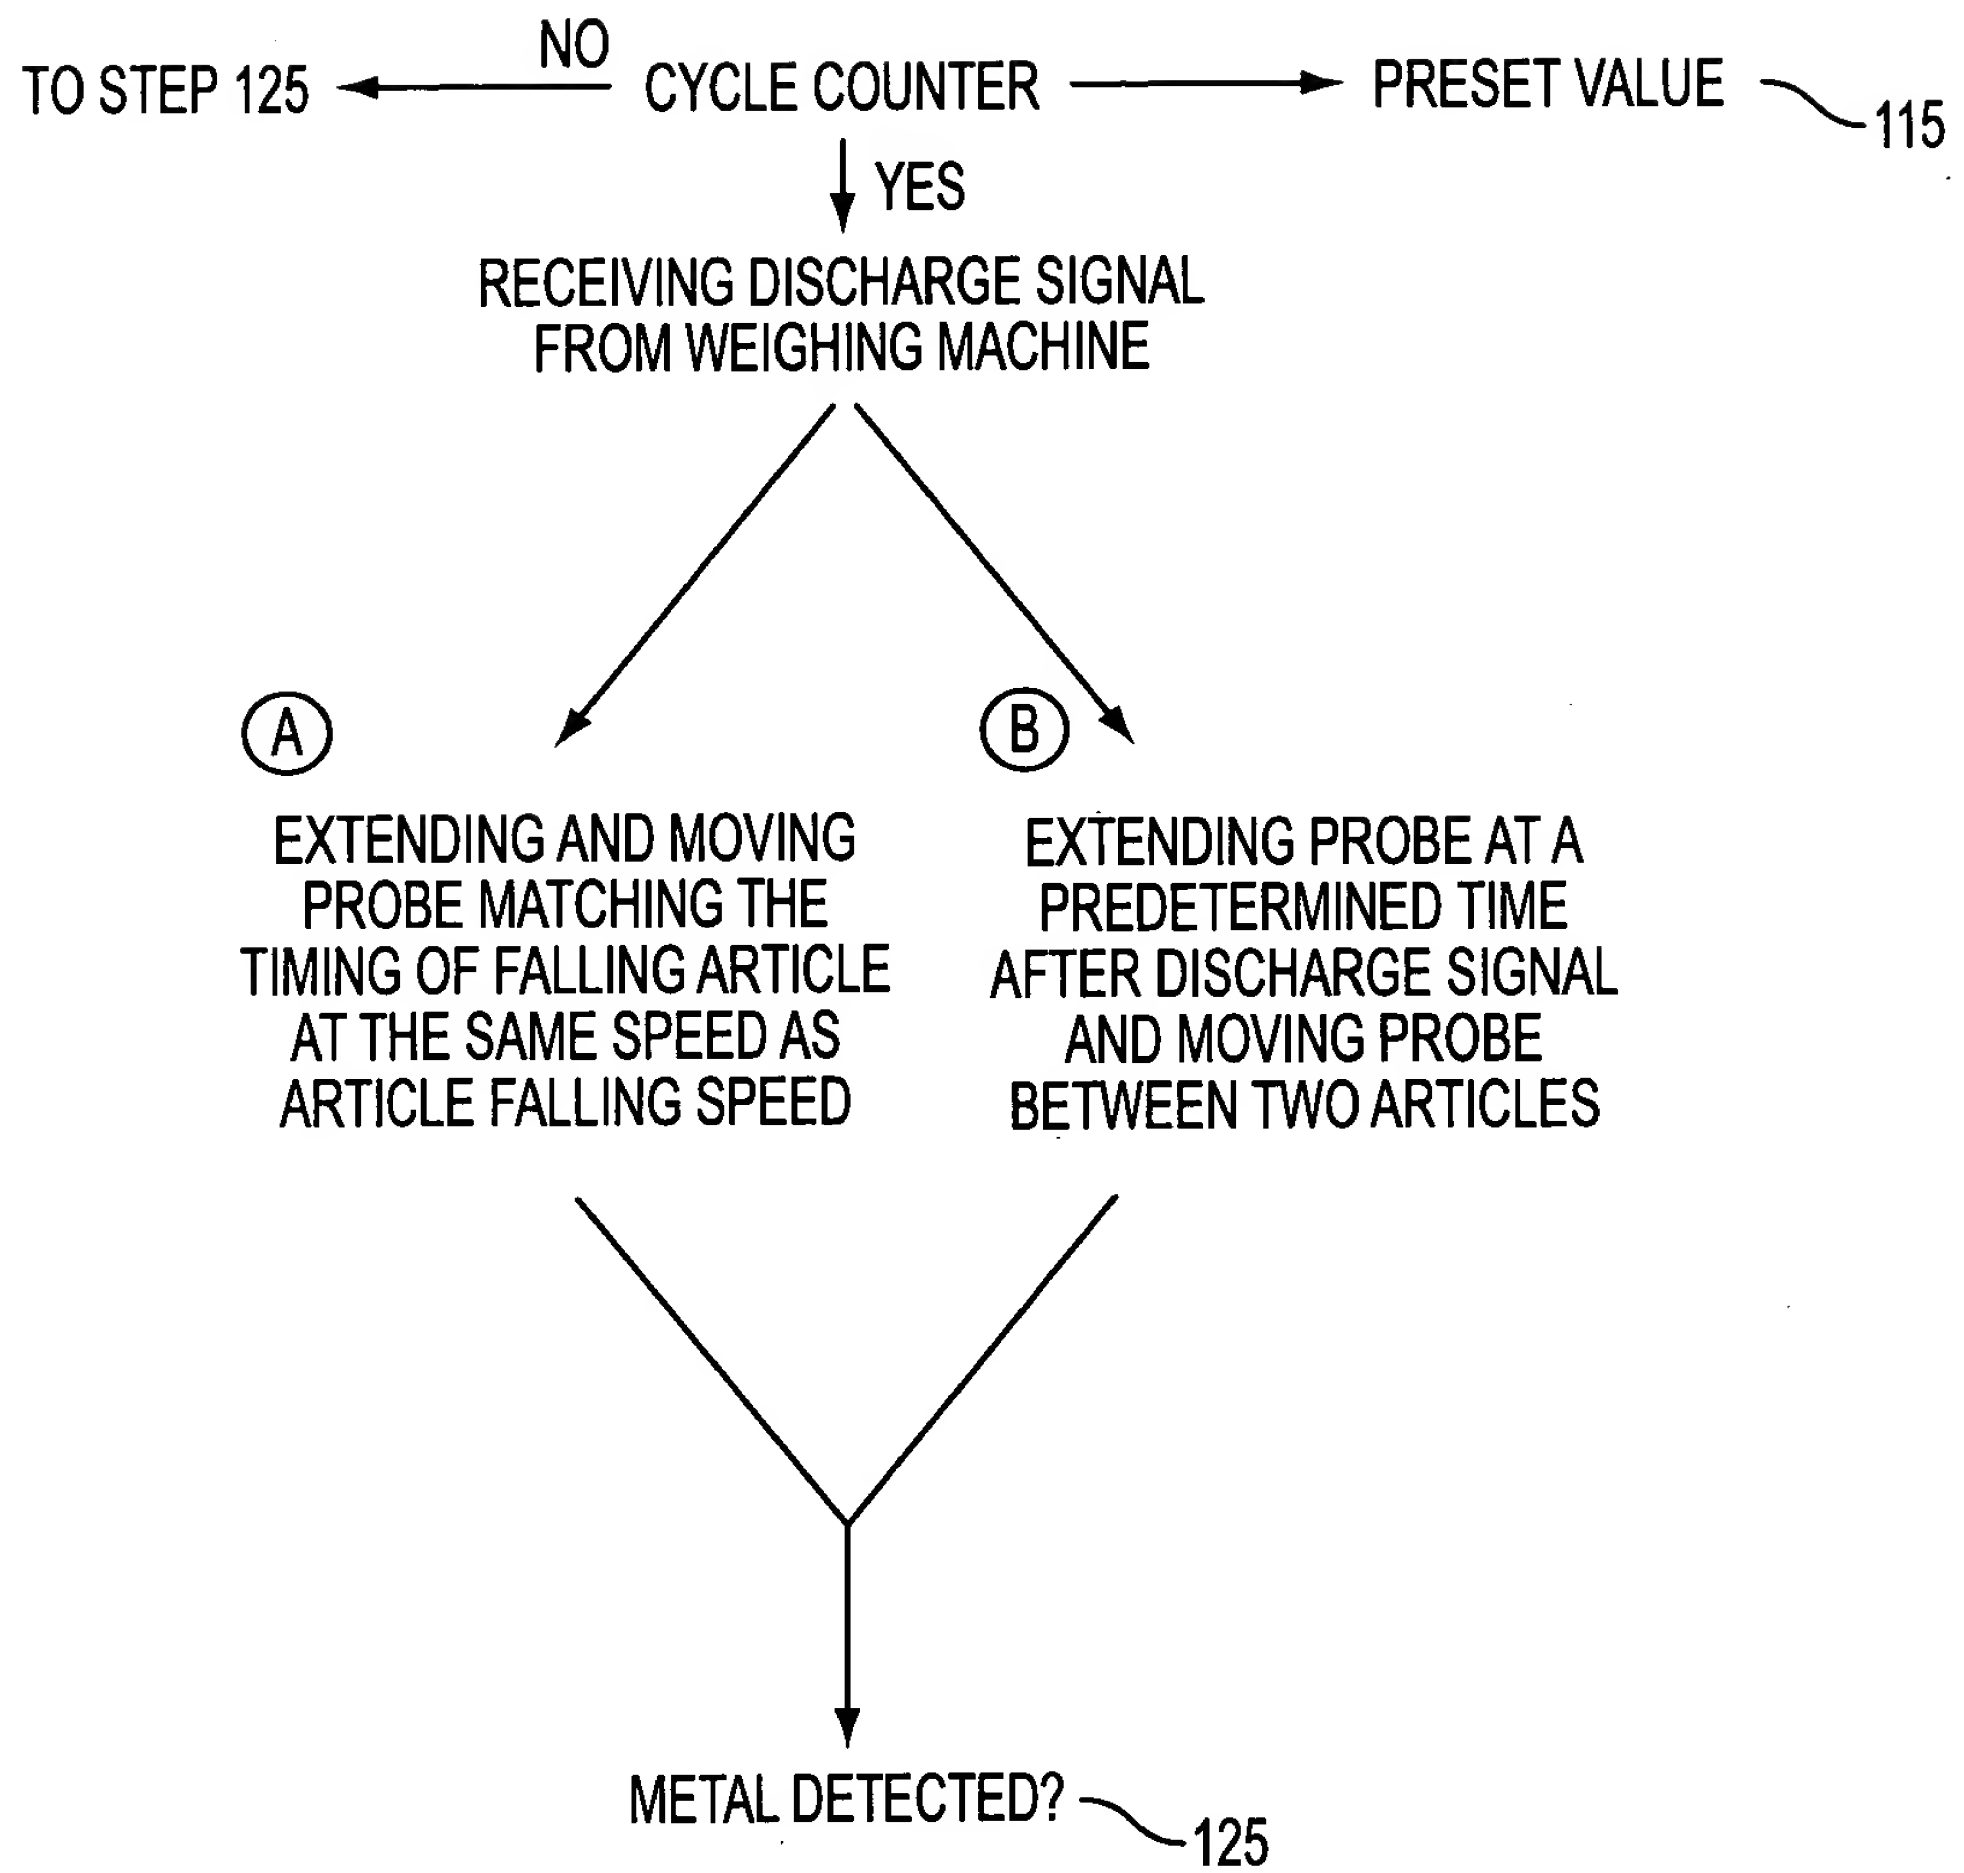 NO
TO STEP 125
CYCLE COUNTER
PRESET VALUE
115
YES
RECEIVING DISCHARGE SIGNAL
FROM WEIGHING MACHINE
A
EXTENDING AND MOVING
PROBE MATCHING THE
TIMING OF FALLING ARTICLE
AT THE SAME SPEED AS
ARTICLE FALLING SPEED
B
EXTENDING PROBE AT A
PREDETERMINED TIME
AFTER DISCHARGE SIGNAL
AND MOVING PROBE
BETWEEN TWO ARTICLES
METAL DETECTED?
125